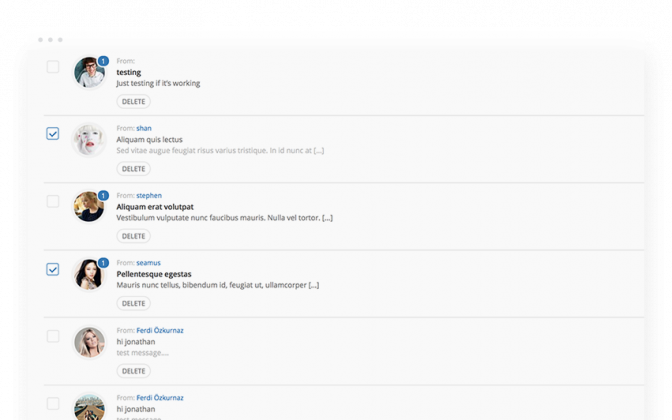 1
From:
testing
Just testing if it's working
DELETE
From: shan
Aliquam quis lectus
Sed vitae augue feugiat risus varius tristique. In id nunc at [...]
DELETE
1
From: stephen
Aliquam erat volutpat
Vestibulum vulputate nunc faucibus mauris. Nulla vel tortor. [...]
DELETE
1
From: seamus
Pellentesque egestas
Mauris nunc tellus, bibendum id, feugiat ut, ullamcorper [...]
DELETE
From: Ferdi Özkurnaz
hi jonathan
test message....
DELETE
From: Ferdi Özkurnaz
hi jonathan
test message